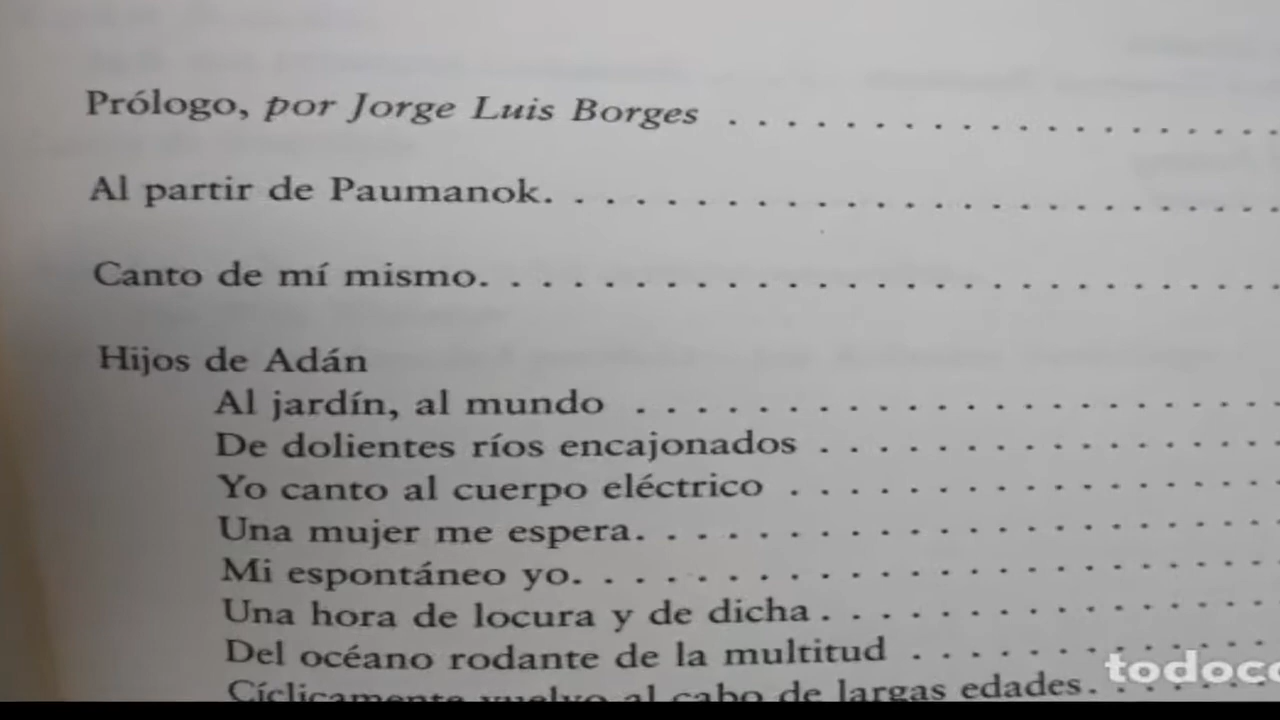 Prólogo, por Jorge Luis Borges . . . . . . . . . . . . . . . . . . .
Al partir de Paumanok. . . . . . . . . . . . . . . . . . . . . . . . .
Canto de mí mismo. . . . . . . . . . . . . . . . . . . . . . . . . . .
Hijos de Adán
Al jardín, al mundo . . . . . . . . . . . . . . . . . . . . . .
De dolientes ríos encajonados . . . . . . . . . . . . . . . .
Yo canto al cuerpo eléctrico . . . . . . . . . . . . . . . . .
Una mujer me espera. . . . . . . . . . . . . . . . . . . . . .
Mi espontáneo yo. . . . . . . . . . . . . . . . . . . . . . . .
Una hora de locura y de dicha . . . . . . . . . . . . . . . .
Del océano rodante de la multitud . . . . . . . . . . . . .
Cíclicamente vuelvo al cabo de largas edades. . . . . .
todoco